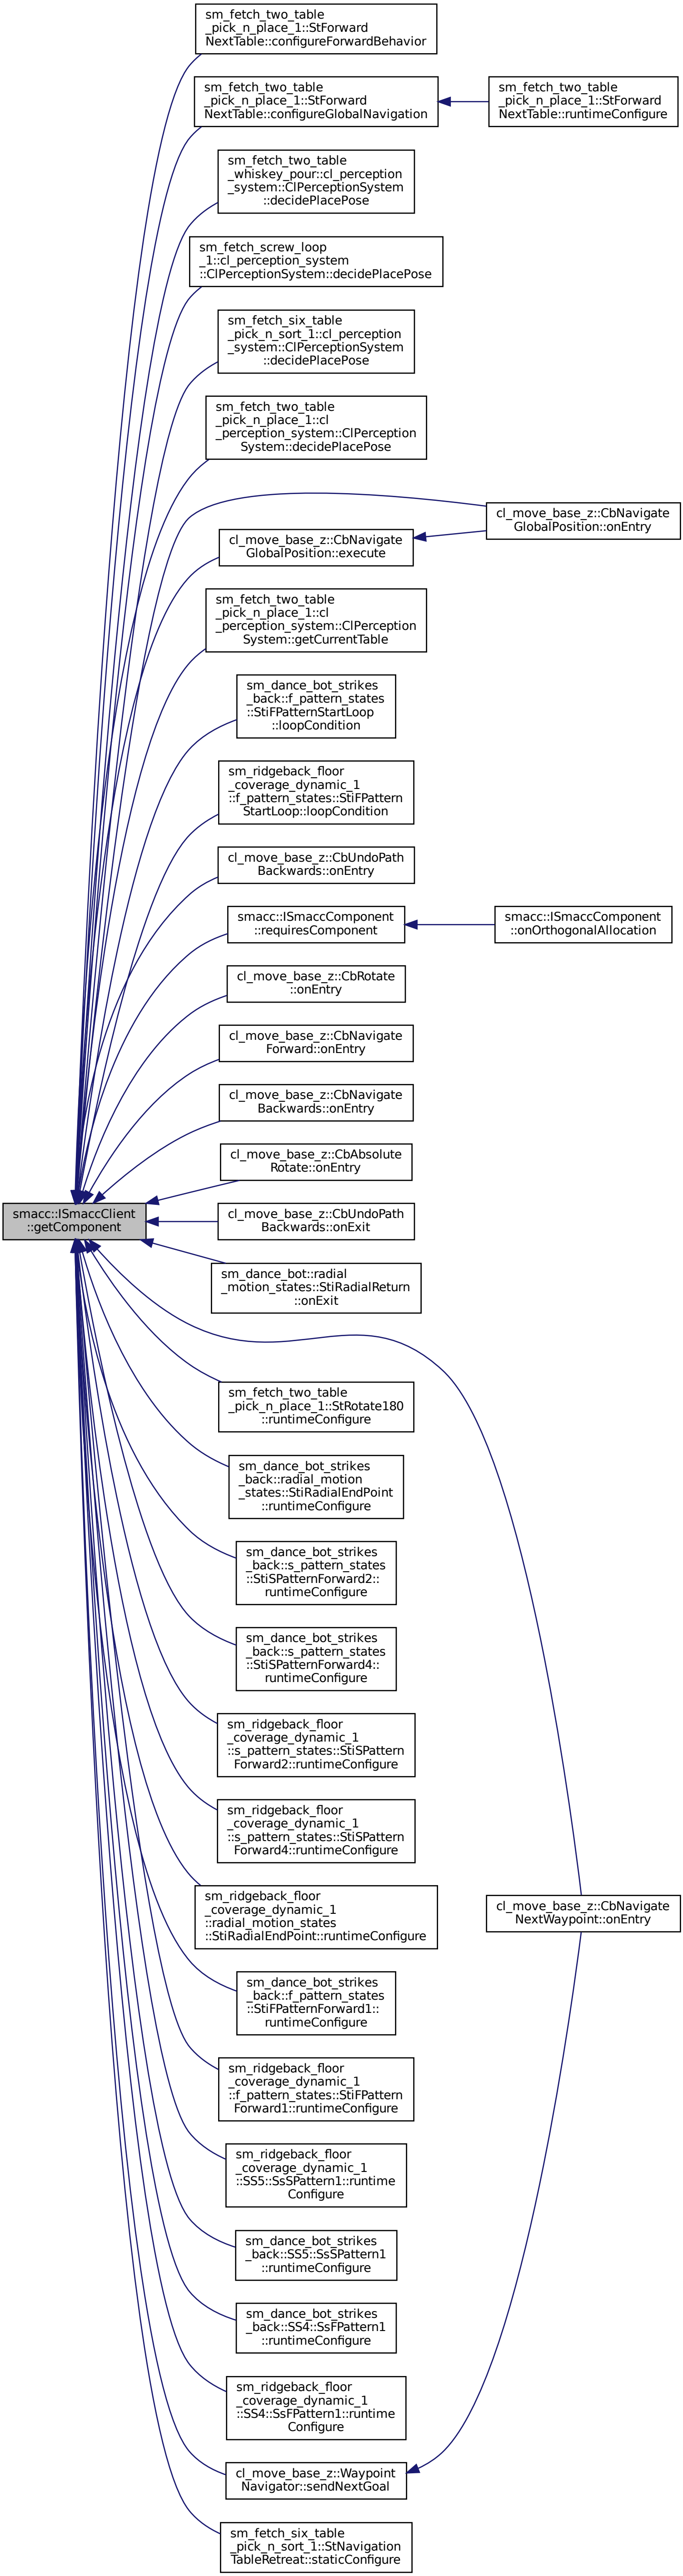 sm_fetch_two_table
_pick_n_place_1::StForward
NextTable::configureForwardBehavior
sm_fetch_two_table
_pick_n_place_1::StForward
NextTable::configureGlobalNavigation
sm_fetch_two_table
_pick_n_place_1::StForward
NextTable::runtimeConfigure
sm_fetch_two_table
_whiskey_pour::cl_perception
_system::ClPerceptionSystem
::decidePlacePose
sm_fetch_screw_loop
_1::cl_perception_system
::ClPerceptionSystem::decidePlacePose
sm_fetch_six_table
_pick_n_sort_1::cl_perception
_system::ClPerceptionSystem
::decidePlacePose
sm_fetch_two_table
_pick_n_place_1::cl
_perception_system::ClPerception
System::decidePlacePose
cl_move_base_z::CbNavigate
GlobalPosition::onEntry
cl_move_base_z::CbNavigate
GlobalPosition::execute
sm_fetch_two_table
_pick_n_place_1::cl
_perception_system::ClPerception
System::getCurrentTable
sm_dance_bot_strikes
_back::f_pattern_states
::StiFPatternStartLoop
::loopCondition
sm_ridgeback_floor
_coverage_dynamic_1
::f_pattern_states::StiFPattern
StartLoop::loopCondition
cl_move_base_z::CbUndoPath
Backwards::onEntry
smacc::ISmaccComponent
::requiresComponent
smacc::ISmaccComponent
::onOrthogonalAllocation
cl_move_base_z::CbRotate
::onEntry
cl_move_base_z::CbNavigate
Forward::onEntry
cl_move_base_z::CbNavigate
Backwards::onEntry
cl_move_base_z::CbAbsolute
Rotate::onEntry
smacc::ISmaccClient
::getComponent
cl_move_base_z::CbUndoPath
Backwards::onExit
sm_dance_bot::radial
_motion_states::StiRadialReturn
::onExit
sm_fetch_two_table
_pick_n_place_1::StRotate180
::runtimeConfigure
sm_dance_bot_strikes
_back::radial_motion
_states::StiRadialEndPoint
::runtimeConfigure
sm_dance_bot_strikes
_back::s_pattern_states
::StiSPatternForward2::
runtimeConfigure
sm_dance_bot_strikes
_back::s_pattern_states
::StiSPatternForward4::
runtimeConfigure
sm_ridgeback_floor
_coverage_dynamic_1
::s_pattern_states::StiSPattern
Forward2::runtimeConfigure
sm_ridgeback_floor
_coverage_dynamic_1
::s_pattern_states::StiSPattern
Forward4::runtimeConfigure
sm_ridgeback_floor
_coverage_dynamic_1
::radial_motion_states
::StiRadialEndPoint::runtimeConfigure
cl_move_base_z::CbNavigate
NextWaypoint::onEntry
sm_dance_bot_strikes
_back::f_pattern_states
::StiFPatternForward1::
runtimeConfigure
sm_ridgeback_floor
_coverage_dynamic_1
::f_pattern_states::StiFPattern
Forward1::runtimeConfigure
sm_ridgeback_floor
_coverage_dynamic_1
::SS5::SsSPattern1::runtime
Configure
sm_dance_bot_strikes
_back::SS5::SsSPattern1
::runtimeConfigure
sm_dance_bot_strikes
_back::SS4::SsFPattern1
::runtimeConfigure
sm_ridgeback_floor
_coverage_dynamic_1
::SS4::SsFPattern1::runtime
Configure
cl_move_base_z::Waypoint
Navigator::sendNextGoal
sm_fetch_six_table
_pick_n_sort_1::StNavigation
TableRetreat::staticConfigure